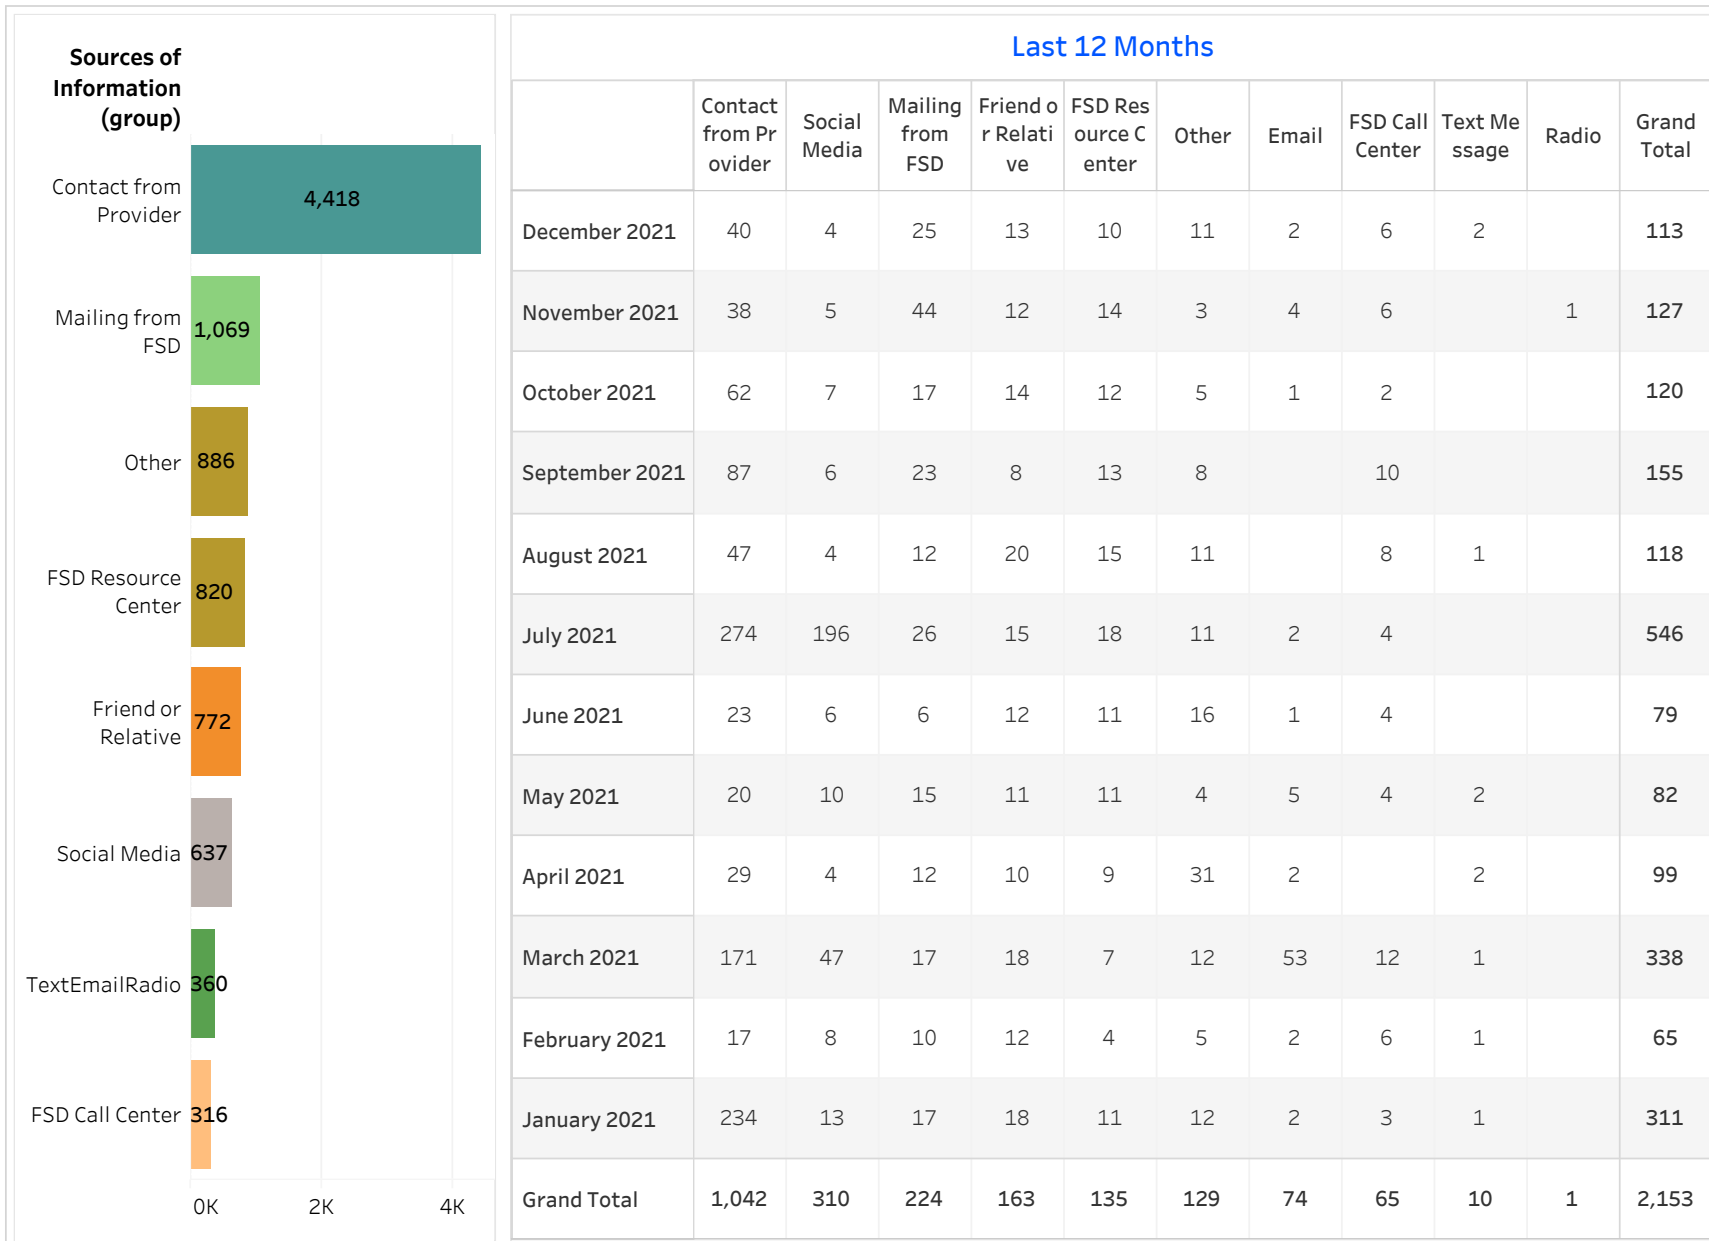 Sources of
Information
(group)
Contact from
Provider
4,418
Mailing from
FSD
1,069
Other
886
FSD Resource
Center
820
Friend or
Relative
772
Social Media
637
TextEmailRadio
360
FSD Call Center
316
0K 2K 4K
Last 12 Months
Contact
from Pr
ovider
Social
Media
Mailing
from
FSD
Friend o
r Relati
ve
FSD Res
ource C
enter
Other
Email
FSD Call
Center
Text Me
ssage
Radio
Grand
Total
December 2021 40 4 25 13 10 11 2 6 2 113
November 2021 38 5 44 12 14 3 4 6 1 127
October 2021 62 7 17 14 12 5 1 2 120
September 2021 87 6 23 8 13 8 10 155
August 2021 47 4 12 20 15 11 8 1 118
July 2021 274 196 26 15 18 11 2 4 546
June 2021 23 6 6 12 11 16 1 4 79
May 2021 20 10 15 11 11 4 5 4 2 82
April 2021 29 4 12 10 9 31 2 2 99
March 2021 171 47 17 18 7 12 53 12 1 338
February 2021 17 8 10 12 4 5 2 6 1 65
January 2021 234 13 17 18 11 12 2 3 1 311
Grand Total 1,042 310 224 163 135 129 74 65 10 1 2,153